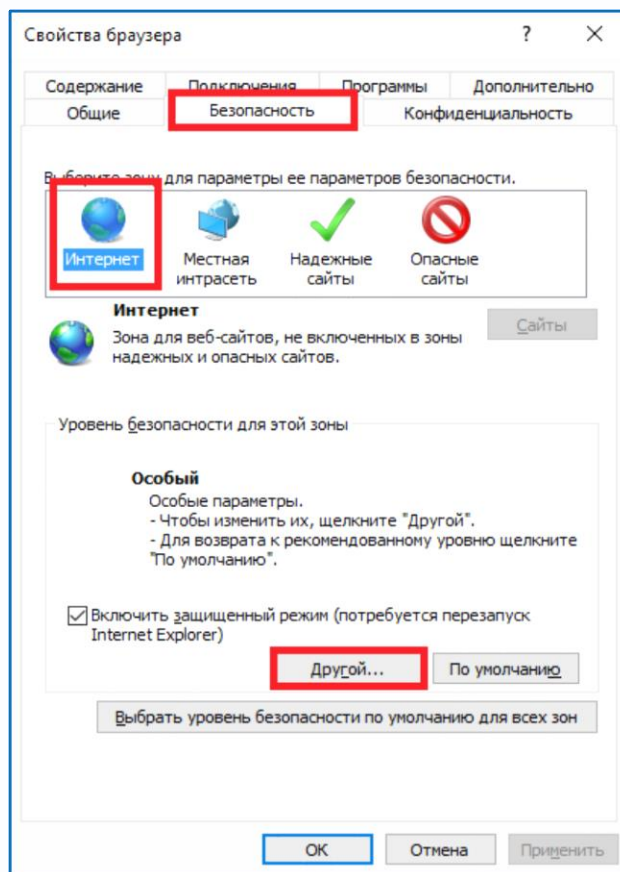 Свойства браузера ? ×
Содержание Подключения Программы Дополнительно
Общие Безопасность Конфиденциальность
Выберите зону для параметры ее параметров безопасности.
Интернет Местная интрасеть Надежные сайты Опасные сайты
Интернет
Сайты
Зона для веб-сайтов, не включенных в зоны
надежных и опасных сайтов.
Уровень безопасности для этой зоны
Особый
Особые параметры.
- Чтобы изменить их, щелкните "Другой".
- Для возврата к рекомендованному уровню щелкните
"По умолчанию".
Включить защищенный режим (потребуется перезапуск
Internet Explorer)
Другой... По умолчанию
Выбрать уровень безопасности по умолчанию для всех зон
ОК Отмена Применить